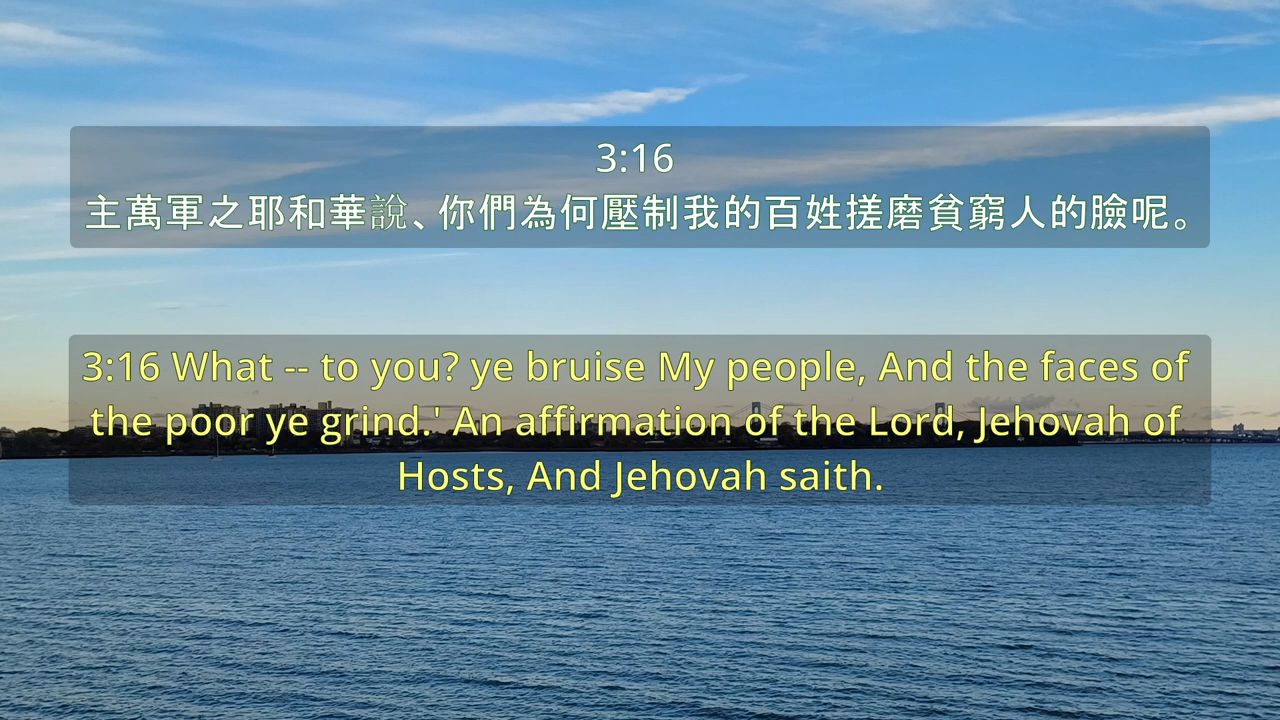 3:16
主萬軍之耶和華說、你們為何壓制我的百姓搓磨貧窮人的臉呢。
3:16 What -- to you? ye bruise My people, And the faces of
the poor ye grind.' An affirmation of the Lord, Jehovah of
Hosts, And Jehovah saith.